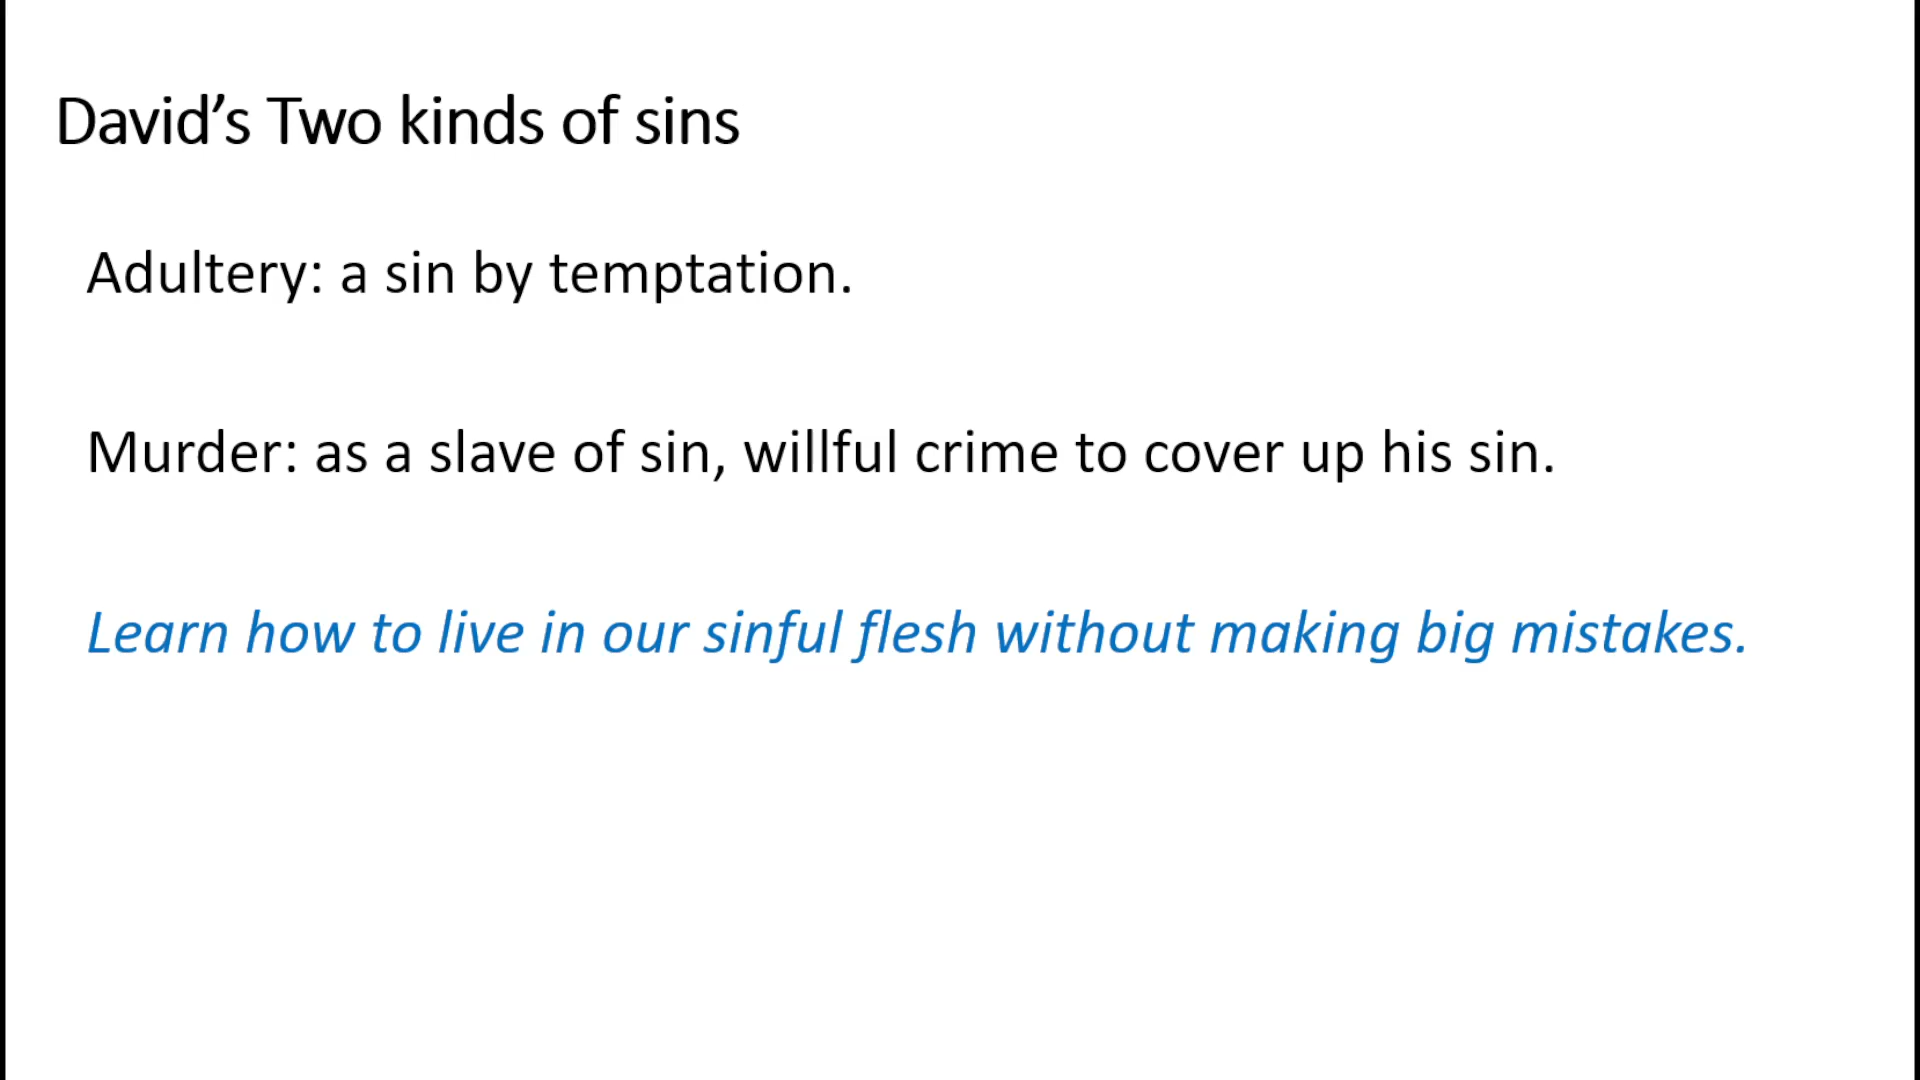 David’s Two kinds of sins
Adultery: a sin by temptation.
Murder: as a slave of sin, willful crime to cover up his sin.
Learn how to live in our sinful flesh without making big mistakes.